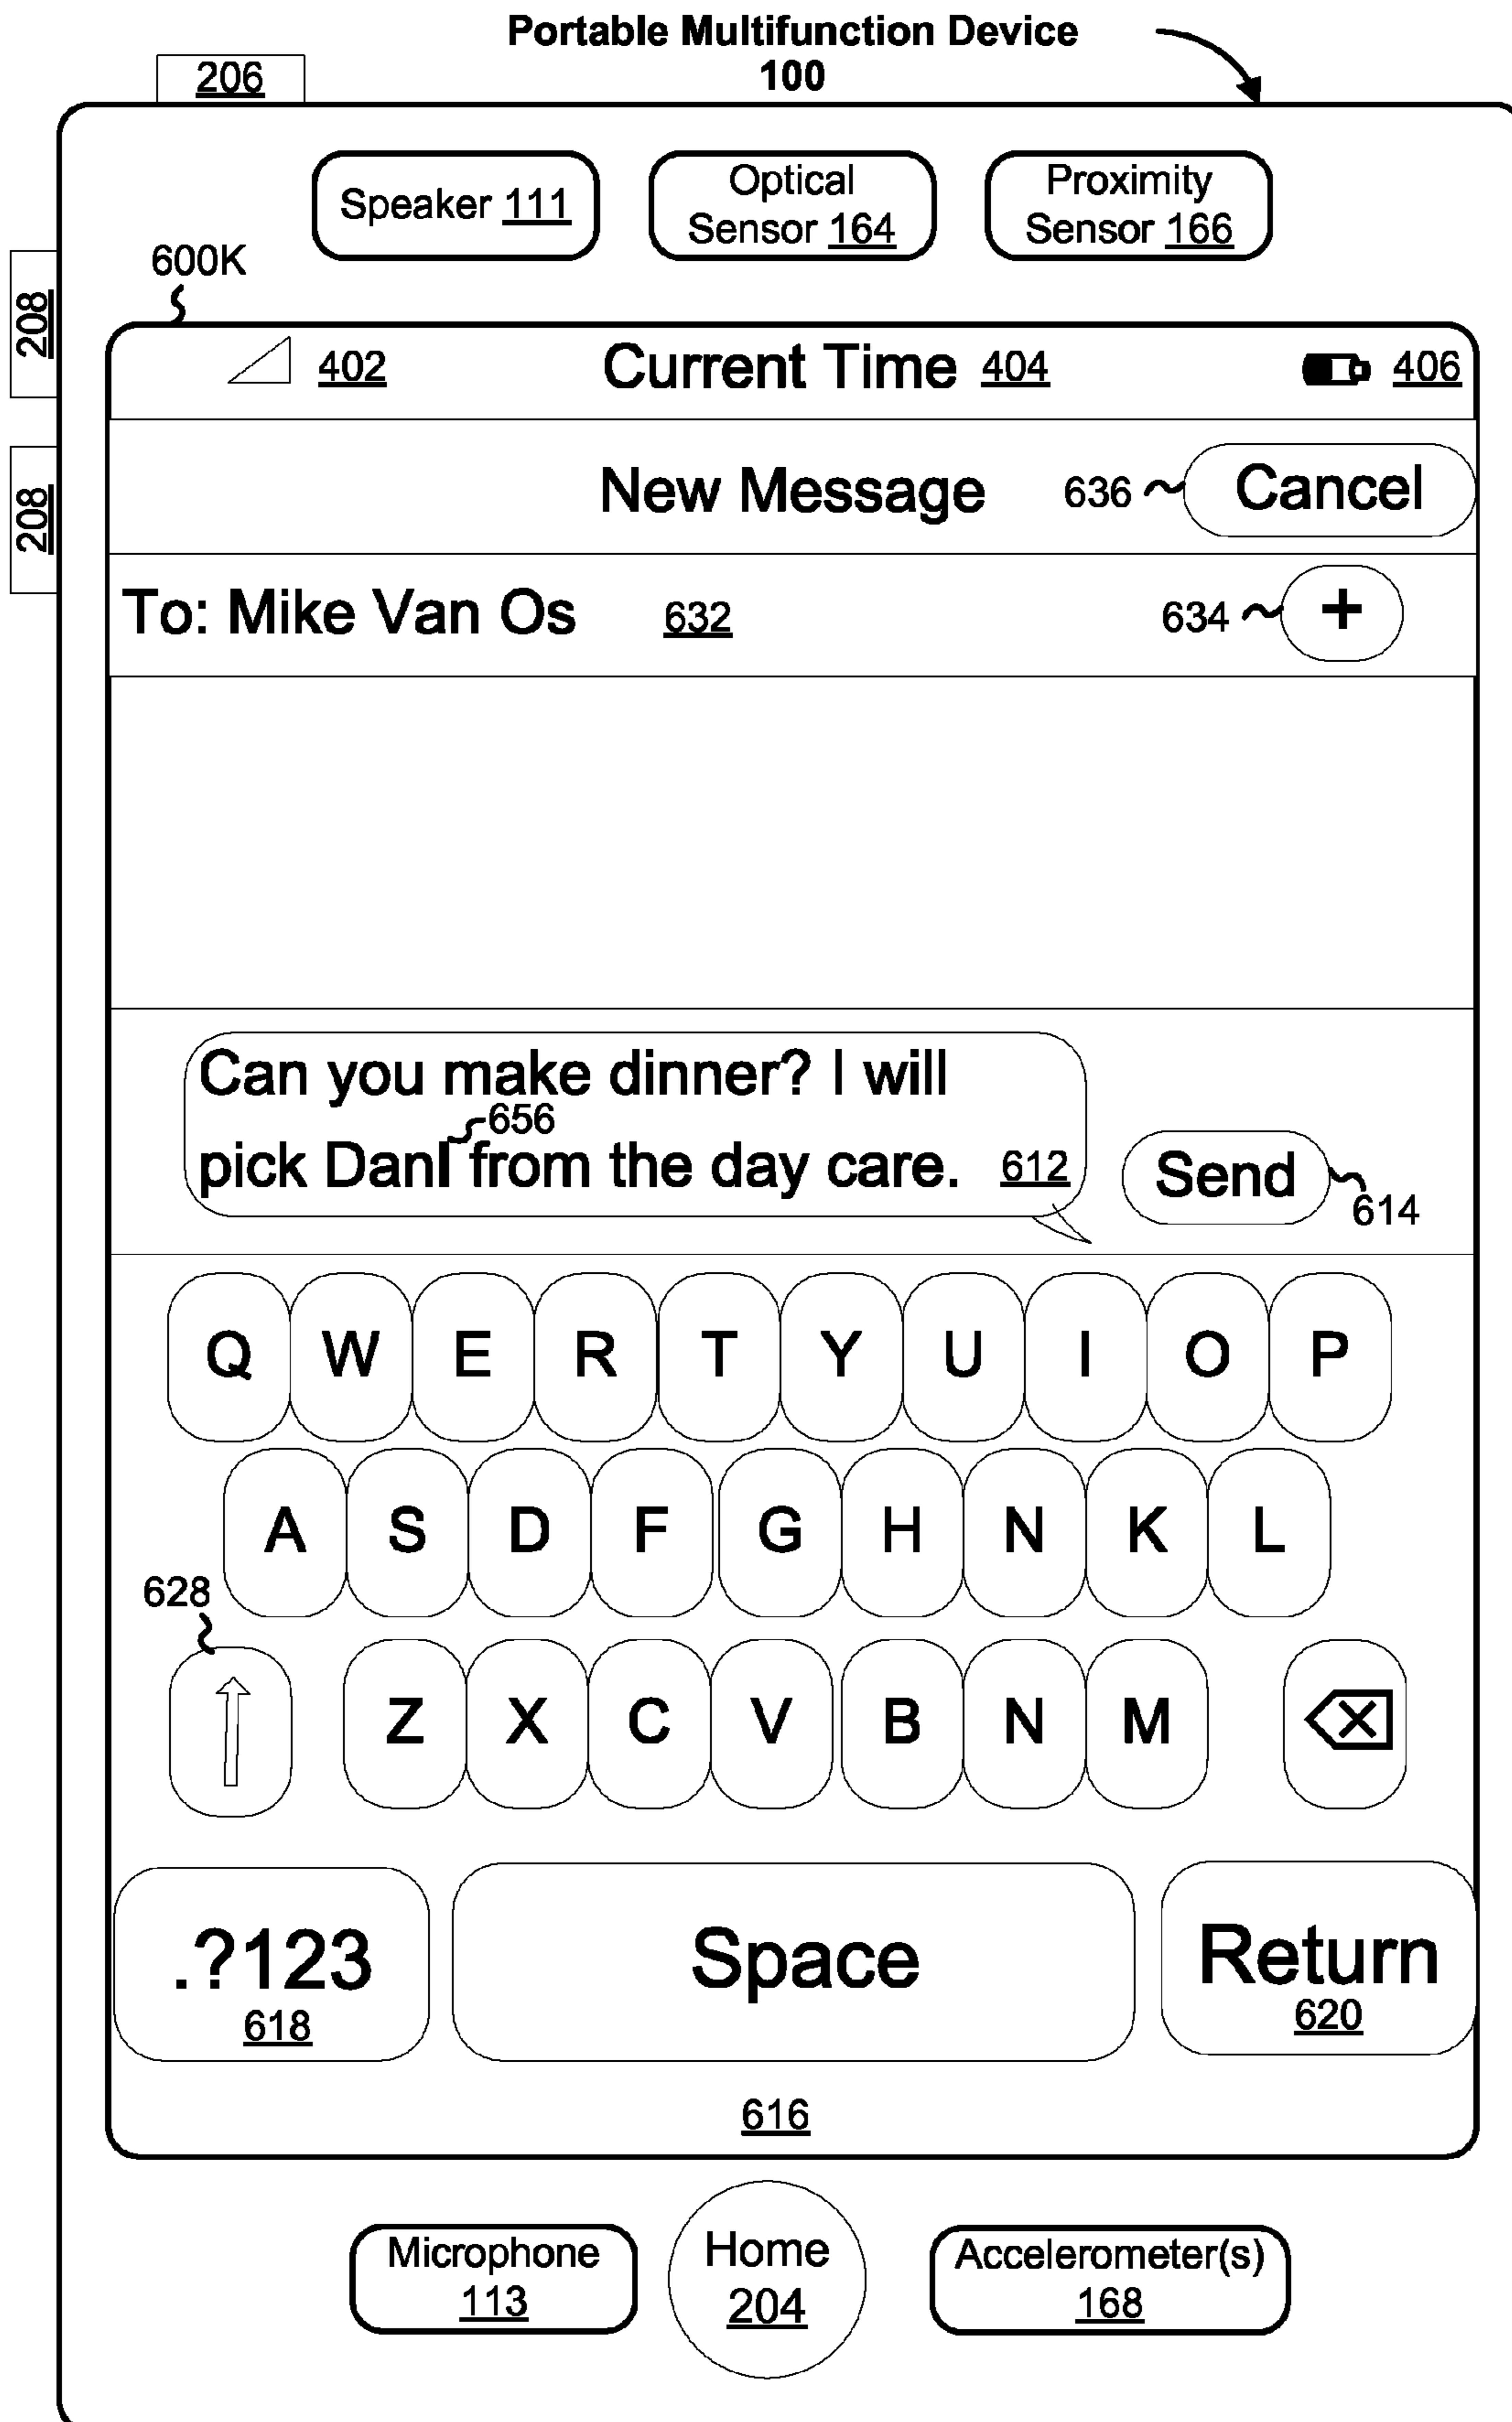 Portable Multifunction Device
100
206
Speaker 111
Optical
Sensor 164
Proximity
Sensor 166
600K
208
208
402
Current Time 404
406
New Message
636
Cancel
To: Mike Van Os
632
634
+
Can you make dinner? I will
656
pick Dan from the day care.
612
Send
614
Q W E R T Y U I O P
A S D F G H N K L
628
Z X C V B N M
.?123
618
Space
Return
620
616
Microphone
113
Home
204
Accelerometer(s)
168